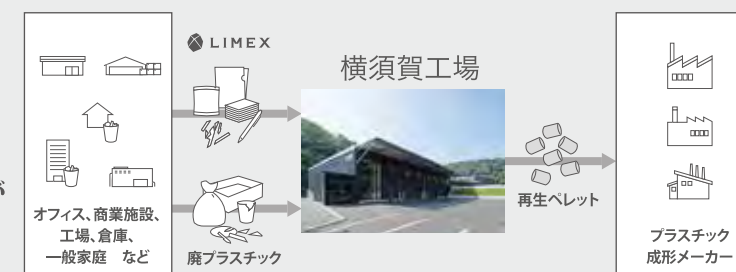 LIMEX
横須賀工場
オフィス、商業施設、
工場、倉庫、
一般家庭 など
廃プラスチック
再生ペレット
プラスチック
成形メーカー